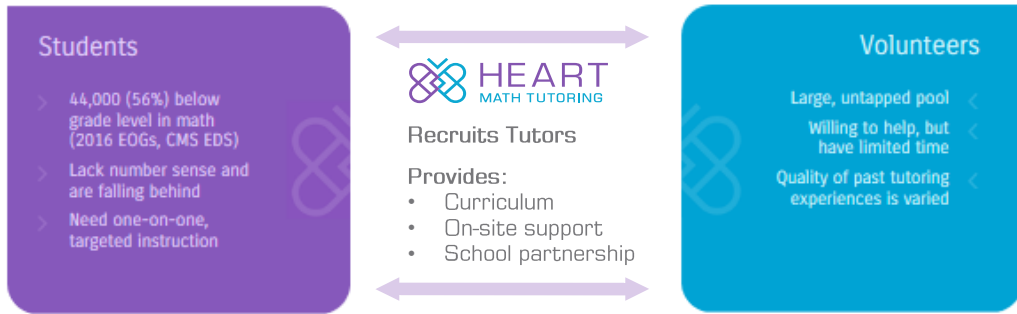 Students
44,000 (56%) below
grade level in math
(2016 EOGs, CMS EDS)
Lack number sense and
are falling behind
Need one-on-one,
targeted instruction
HEART
MATH TUTORING
Recruits Tutors
Provides:
• Curriculum
• On-site support
• School partnership
Volunteers
Large, untapped pool
Willing to help, but
have limited time
Quality of past tutoring
experiences is varied